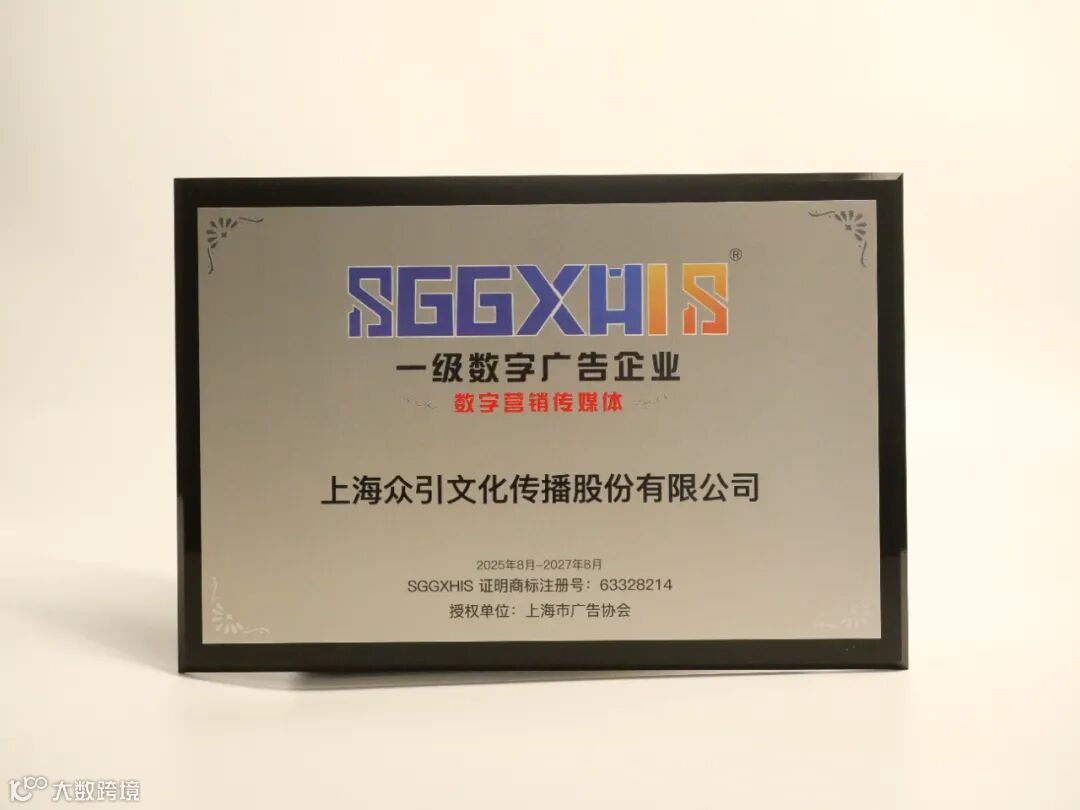 SGGXHIS®
一级数字广告企业
数字营销传媒体
上海众引文化传播股份有限公司
2025年8月-2027年8月
SGGXHIS 证明商标注册号：63328214
授权单位：上海市广告协会
大数跨境